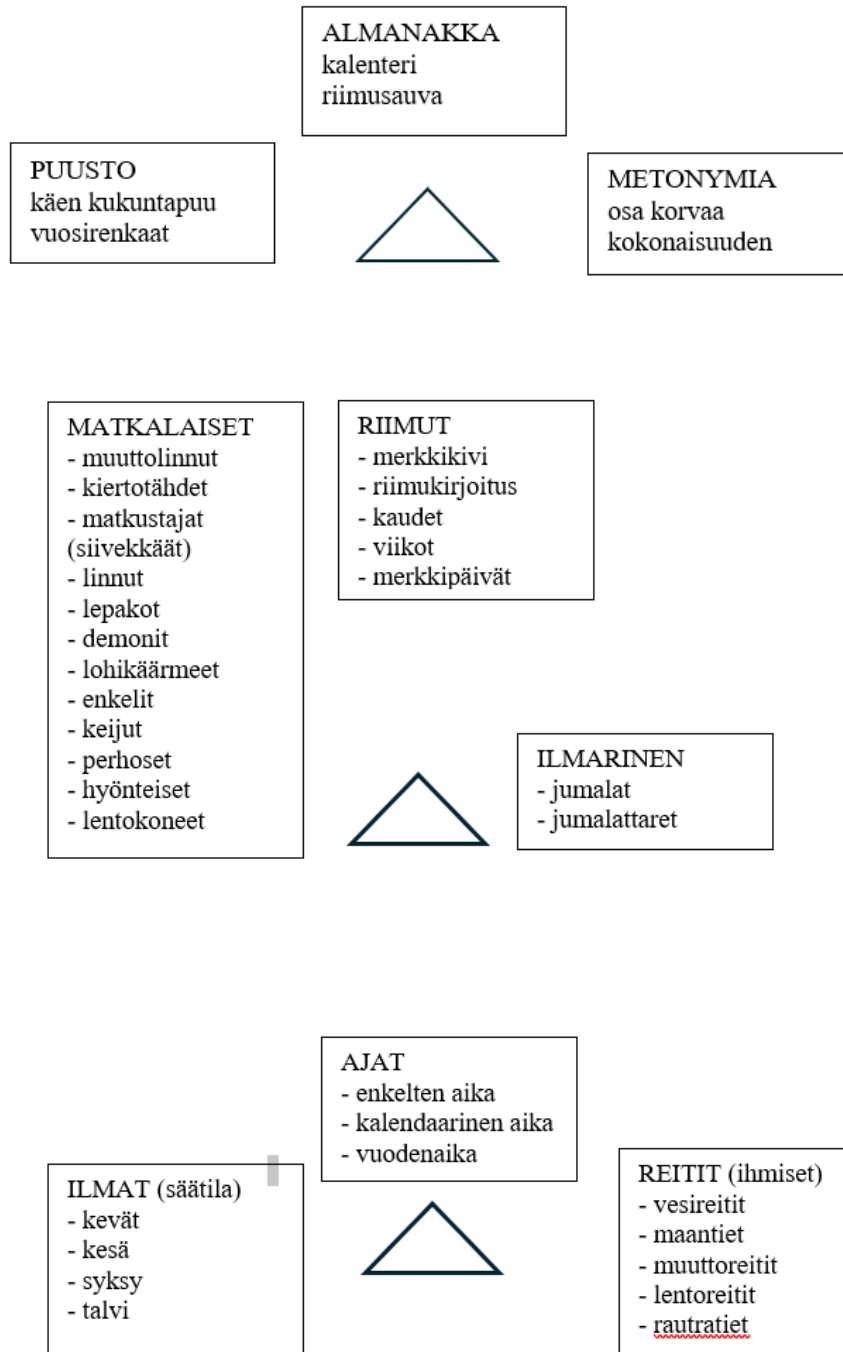 ALMANAKKA
kalenteri
riimusauva
PUUSTO
käen kukuntapuu
vuosirenkaat
METONYMIA
osa korvaa
kokonaisuuden
MATKALAISET
- muuttolinnut
- kiertotähdet
- matkustajat
(siivekkäät)
- linnut
- lepakot
- demonit
- lohikäärmeet
- enkelit
- keijut
- perhoset
- hyönteiset
- lentokoneet
RIIMUT
- merkkikivi
- riimukirjoitus
- kaudet
- viikot
- merkkipäivät
ILMARINEN
- jumalat
- jumalattaret
AJAT
- enkelten aika
- kalendaarinen aika
- vuodenaika
ILMAT (säätila)
- kevät
- kesä
- syksy
- talvi
REITIT (ihmiset)
- vesireitit
- maantiet
- muuttoreitit
- lentoreitit
- rautratiet